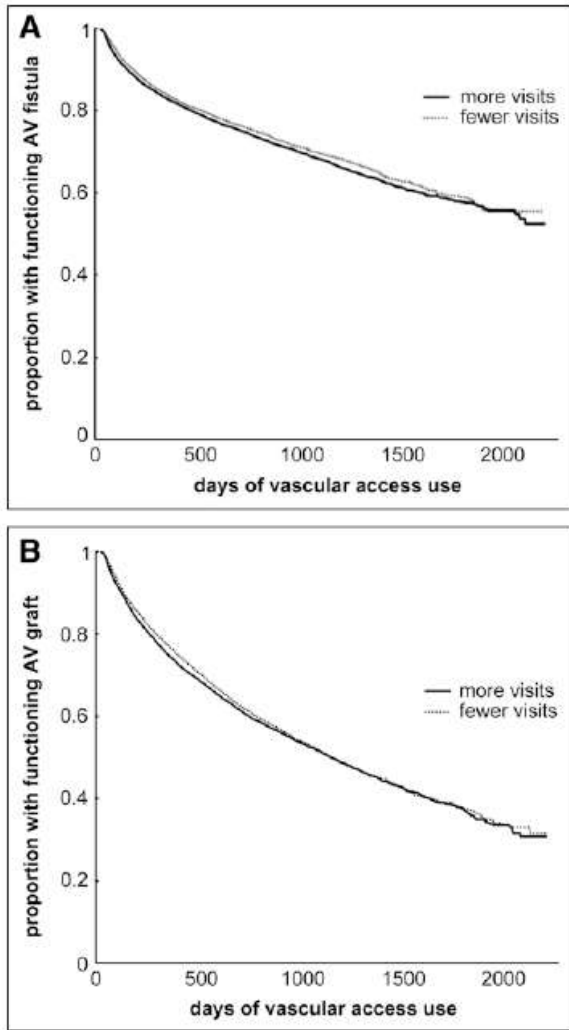 A
proportion with functioning AV fistula
1
0.8
0.6
0.4
0.2
0
more visits
fewer visits
0 500 1000 1500 2000
days of vascular access use
B
proportion with functioning AV graft
1
0.8
0.6
0.4
0.2
0
more visits
fewer visits
0 500 1000 1500 2000
days of vascular access use